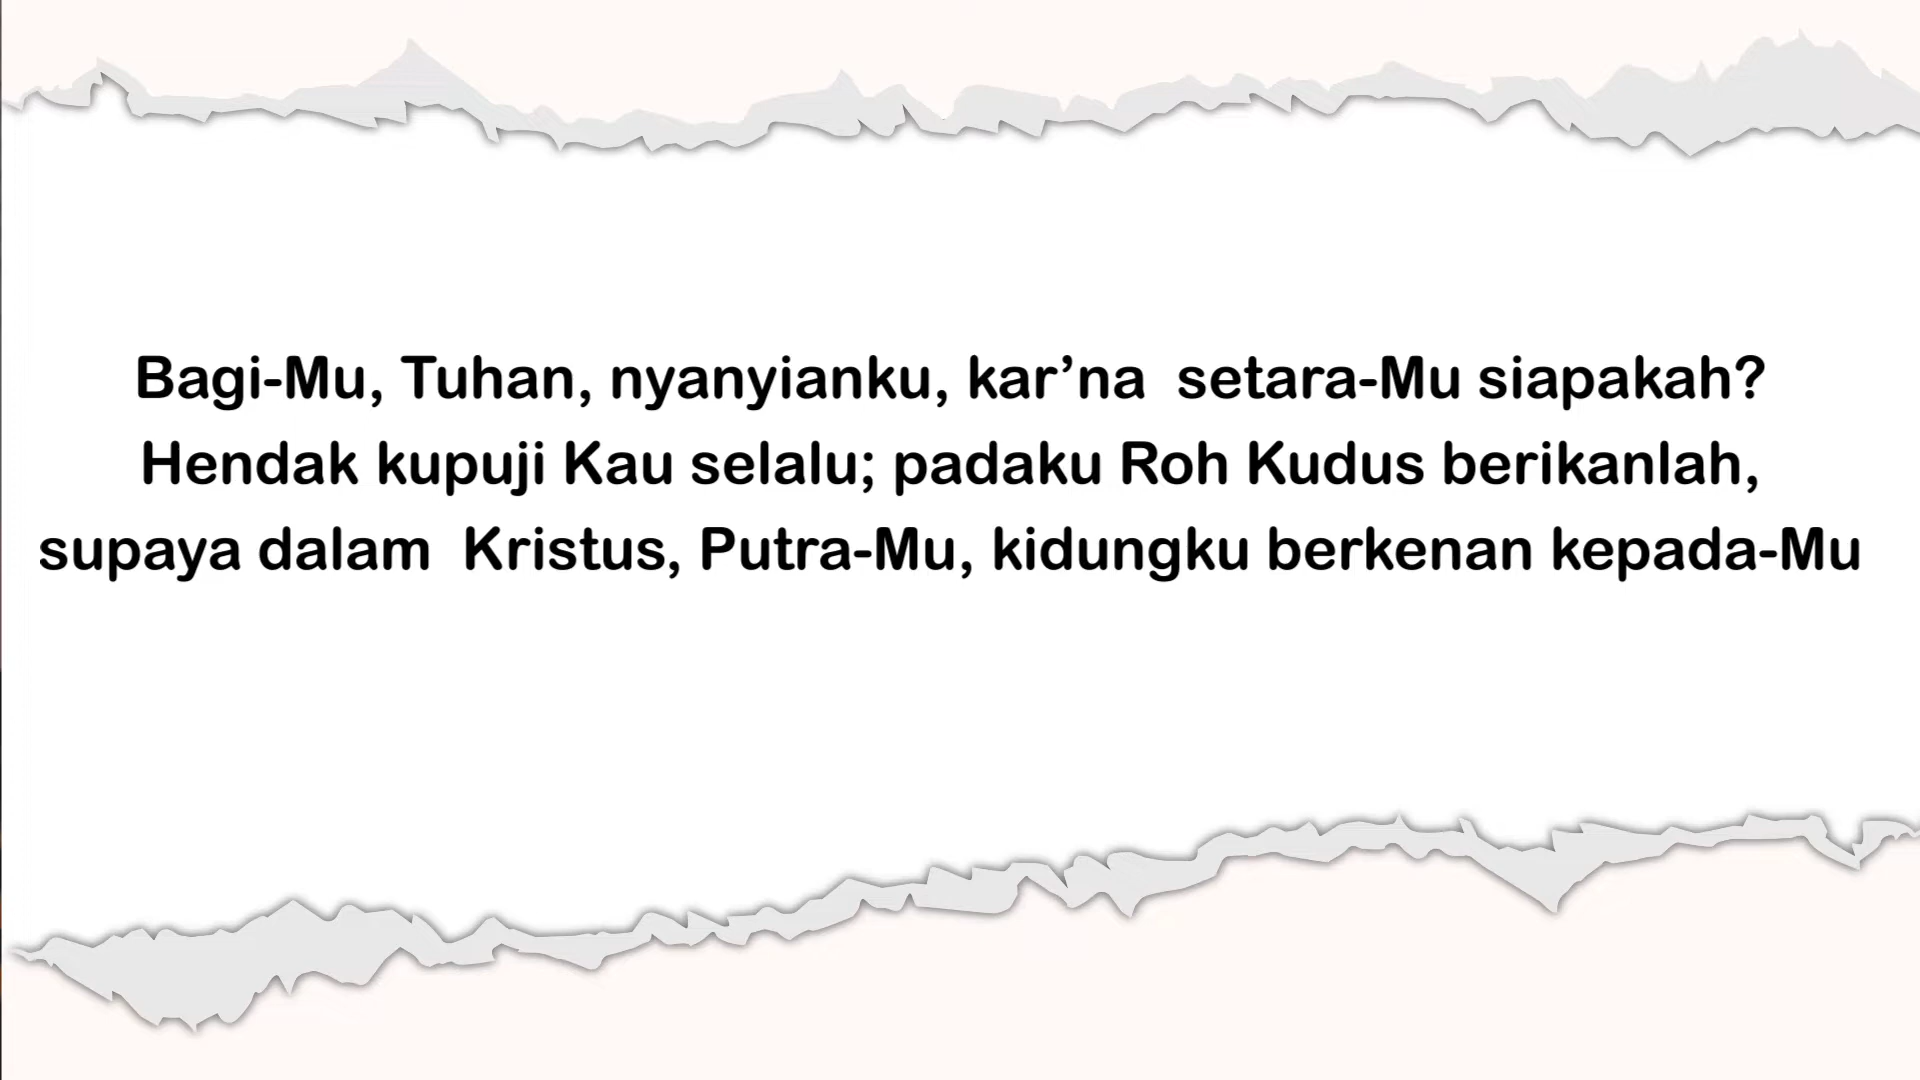 Bagi-Mu, Tuhan, nyanyianku, kar’na setara-Mu siapakah?
Hendak kupuji Kau selalu; padaku Roh Kudus berikanlah,
supaya dalam Kristus, Putra-Mu, kidungku berkenan kepada-Mu